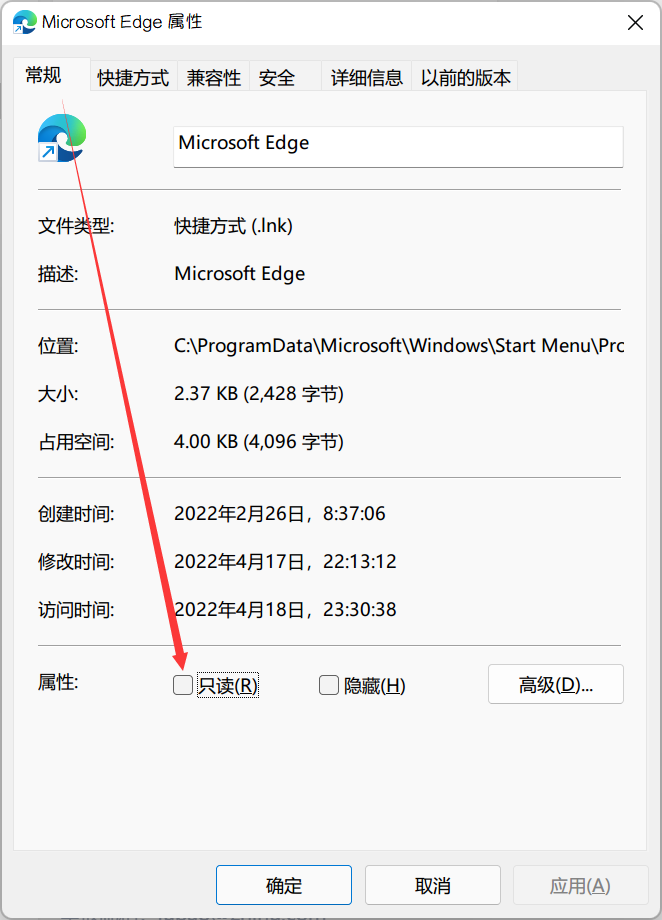 Microsoft Edge 属性
常规 快捷方式 兼容性 安全 详细信息 以前的版本
Microsoft Edge
文件类型: 快捷方式 (.lnk)
描述: Microsoft Edge
位置: C:\ProgramData\Microsoft\Windows\Start Menu\Pro
大小: 2.37 KB (2,428 字节)
占用空间: 4.00 KB (4,096 字节)
创建时间: 2022年2月26日，8:37:06
修改时间: 2022年4月17日，22:13:12
访问时间: 2022年4月18日，23:30:38
属性: 只读(R) 隐藏(H) 高级(D)...
确定 取消 应用(A)